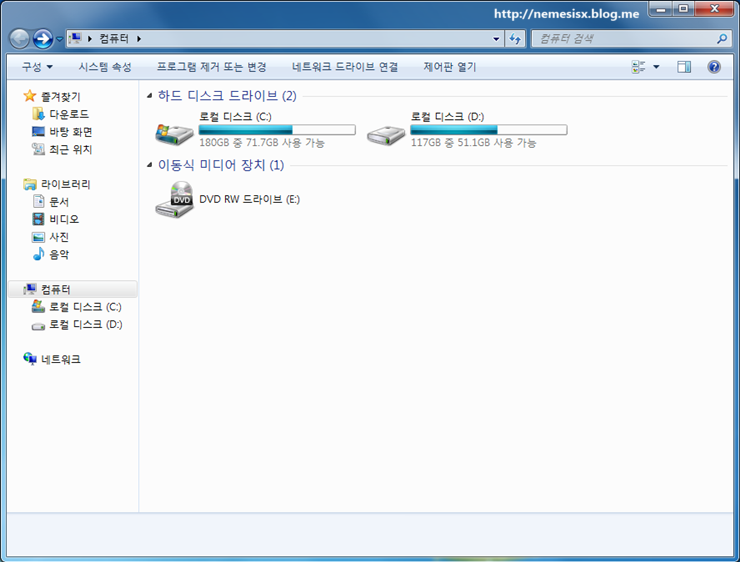 http://nemesisx.blog.me
컴퓨터
컴퓨터 검색
구성 시스템 속성 프로그램 제거 또는 변경 네트워크 드라이브 연결 제어판 열기
즐겨찾기
다운로드
바탕 화면
최근 위치
라이브러리
문서
비디오
사진
음악
컴퓨터
로컬 디스크 (C:)
로컬 디스크 (D:)
네트워크
하드 디스크 드라이브 (2)
로컬 디스크 (C:)
180GB 중 71.7GB 사용 가능
로컬 디스크 (D:)
117GB 중 51.1GB 사용 가능
이동식 미디어 장치 (1)
DVD
DVD RW 드라이브 (E:)